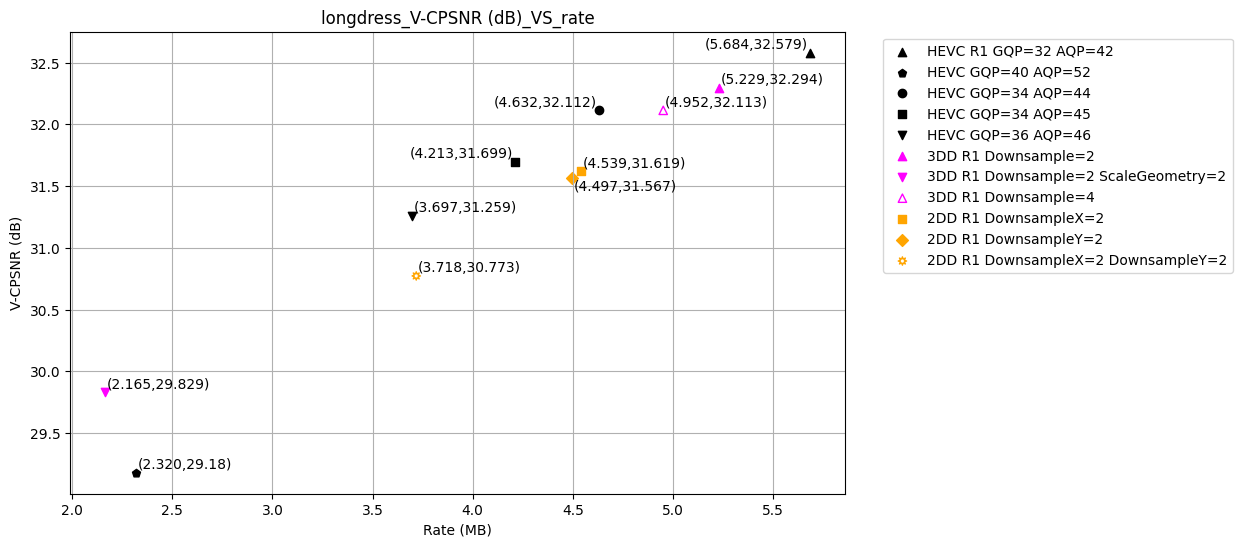 longdress_V-CPSNR (dB)_VS_rate
(5.684,32.579)
(5.229,32.294)
(4.632,32.112)
(4.952,32.113)
(4.213,31.699)
(4.539,31.619)
(4.497,31.567)
(3.697,31.259)
(3.718,30.773)
(2.165,29.829)
(2.320,29.18)
V-CPSNR (dB)
32.5
32.0
31.5
31.0
30.5
30.0
29.5
2.0 2.5 3.0 3.5 4.0 4.5 5.0 5.5
Rate (MB)
HEVC R1 GQP=32 AQP=42
HEVC GQP=40 AQP=52
HEVC GQP=34 AQP=44
HEVC GQP=34 AQP=45
HEVC GQP=36 AQP=46
3DD R1 Downsample=2
3DD R1 Downsample=2 ScaleGeometry=2
3DD R1 Downsample=4
2DD R1 DownsampleX=2
2DD R1 DownsampleY=2
2DD R1 DownsampleX=2 DownsampleY=2